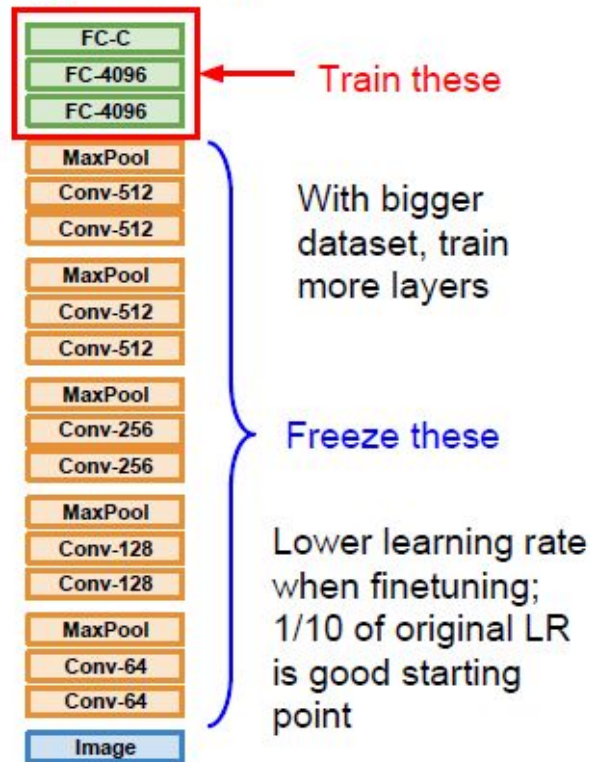 FC-C
FC-4096
FC-4096
Train these
MaxPool
Conv-512
Conv-512
With bigger
dataset, train
more layers
MaxPool
Conv-512
Conv-512
MaxPool
Conv-256
Conv-256
Freeze these
MaxPool
Conv-128
Conv-128
Lower learning rate
when finetuning;
1/10 of original LR
is good starting
point
MaxPool
Conv-64
Conv-64
Image